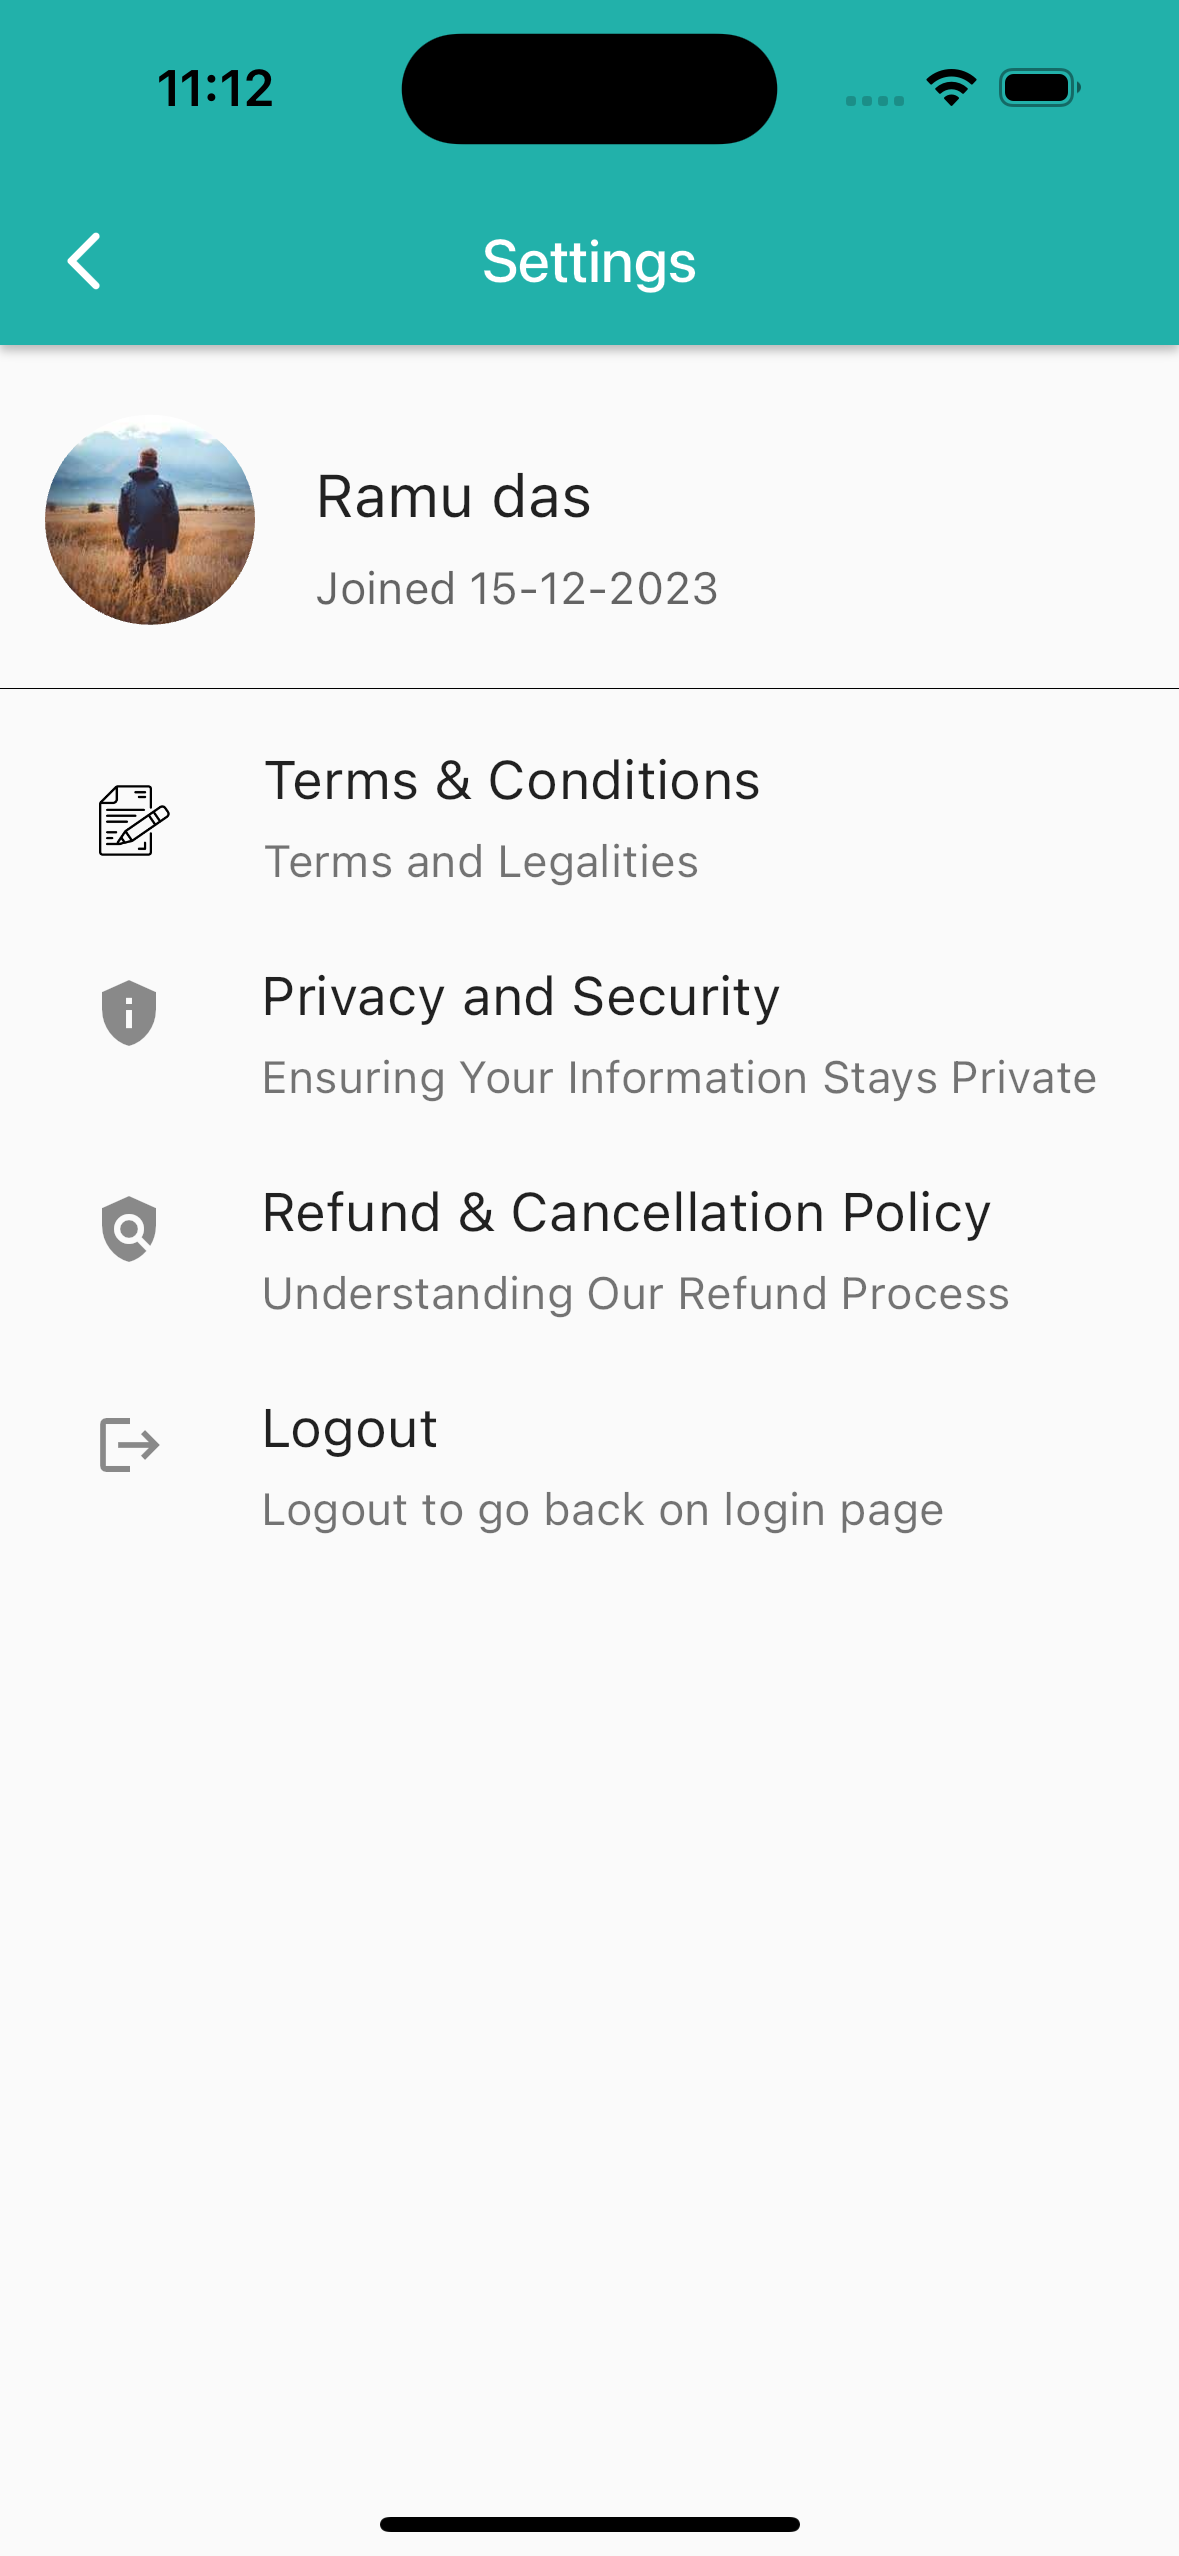 11:12
Settings
Ramu das
Joined 15-12-2023
Terms & Conditions
Terms and Legalities
Privacy and Security
Ensuring Your Information Stays Private
Refund & Cancellation Policy
Understanding Our Refund Process
Logout
Logout to go back on login page